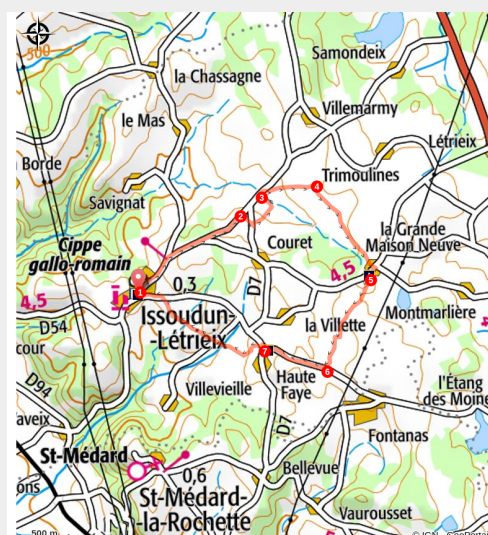 500
Samondeix
la Chassagne
Villemarmy
le Mas
Létrieix
Borde
Trimoulines
4
3
Savignat
2
la Grande
Maison Neuve
Couret
Cippe
gallo-romain
4,5
5
1
0,3
D7
4,5
Issoudun-
-Létrieix
Montmarlière
D54
la Villette
cour
7
6
D94
Villevieille
Haute
Faye
l'Étang
des Moine
aveix
D7
Fontanas
St-Médard
Bellevue
0,6
ons
St-Médard-
-la-Rochette
Vaurousset
500 m